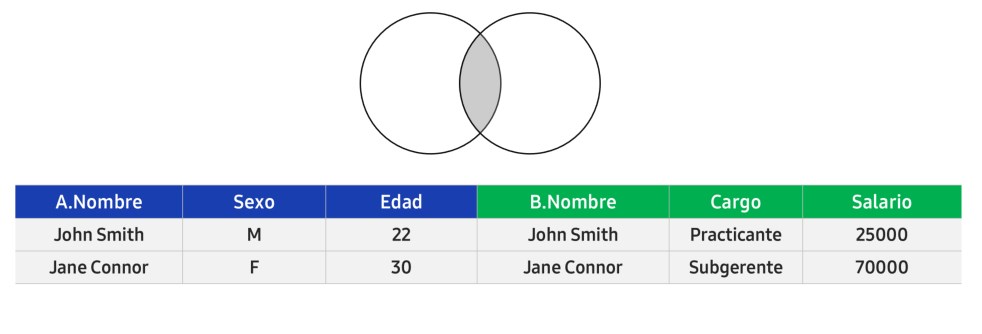 A.Nombre Sexo Edad B.Nombre Cargo Salario
John Smith M 22 John Smith Practicante 25000
Jane Connor F 30 Jane Connor Subgerente 70000